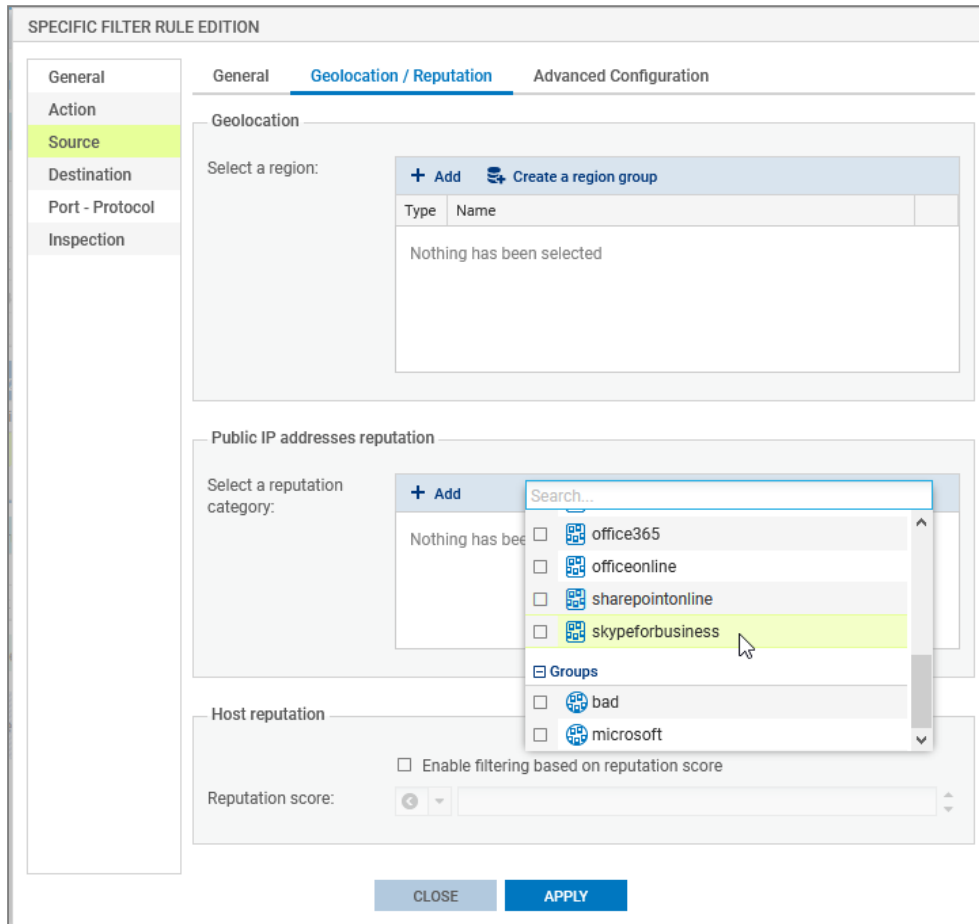 SPECIFIC FILTER RULE EDITION
General
Action
Source
Destination
Port - Protocol
Inspection
General Geolocation / Reputation Advanced Configuration
Geolocation
Select a region:
+ Add Create a region group
Type Name
Nothing has been selected
Public IP addresses reputation
Select a reputation
category:
+ Add
Search...
Nothing has bee
office365
officeonline
sharepointonline
skypeforbusiness
Groups
bad
microsoft
Host reputation
Enable filtering based on reputation score
Reputation score:
CLOSE APPLY